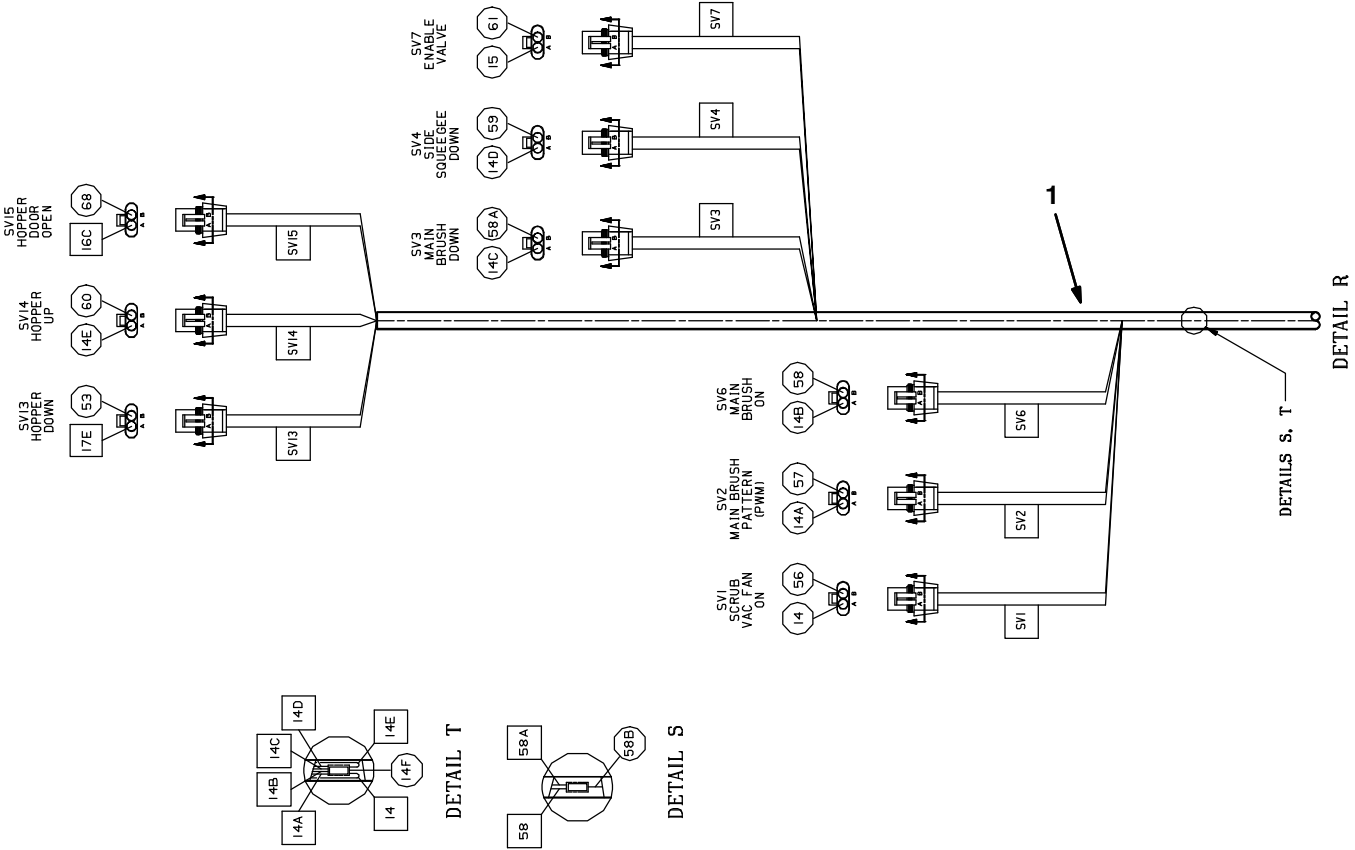 SV15
HOPPER
DOOR
OPEN
16C
68
A B
A B
SV15
SV14
HOPPER
UP
14E
60
A B
A B
SV14
SV13
HOPPER
DOWN
17E
53
A B
A B
SV13
SV7
ENABLE
VALVE
15
61
A B
A B
SV7
SV4
SIDE
SQUEEGEE
DOWN
14D
59
A B
A B
SV4
SV3
MAIN
BRUSH
DOWN
14C
58A
A B
A B
SV3
1
SV6
MAIN
BRUSH
ON
14B
58
A B
A B
SV6
SV2
MAIN BRUSH
PATTERN
(PWM)
14A
57
A B
A B
SV2
SV1
SCRUB
VAC FAN
ON
14
56
A B
A B
SV1
DETAILS S, T
DETAIL R
14A
14B
14C
14D
14
14F
14E
DETAIL T
58
58A
58B
DETAIL S